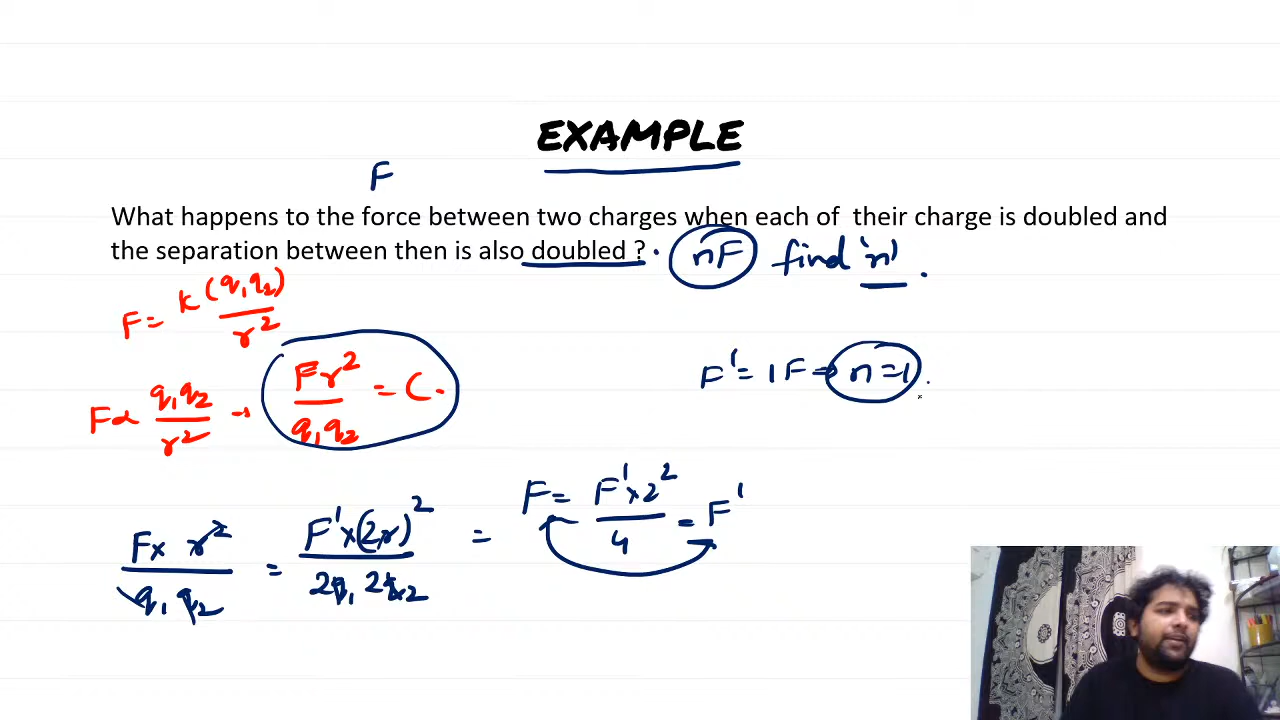 EXAMPLE
F
What happens to the force between two charges when each of their charge is doubled and
the separation between then is also doubled ? . nF find 'n' .
F = k (q₁q₂) / r²
F' = 1F ⇒ n = 1 .
F ∝ q₁q₂ / r² → Fr² / q₁q₂ = C .
F × r² / q₁ q₂ = F' × (2r)² / 2q₁ 2q₂ = F = F' × 2² / 4 = F'